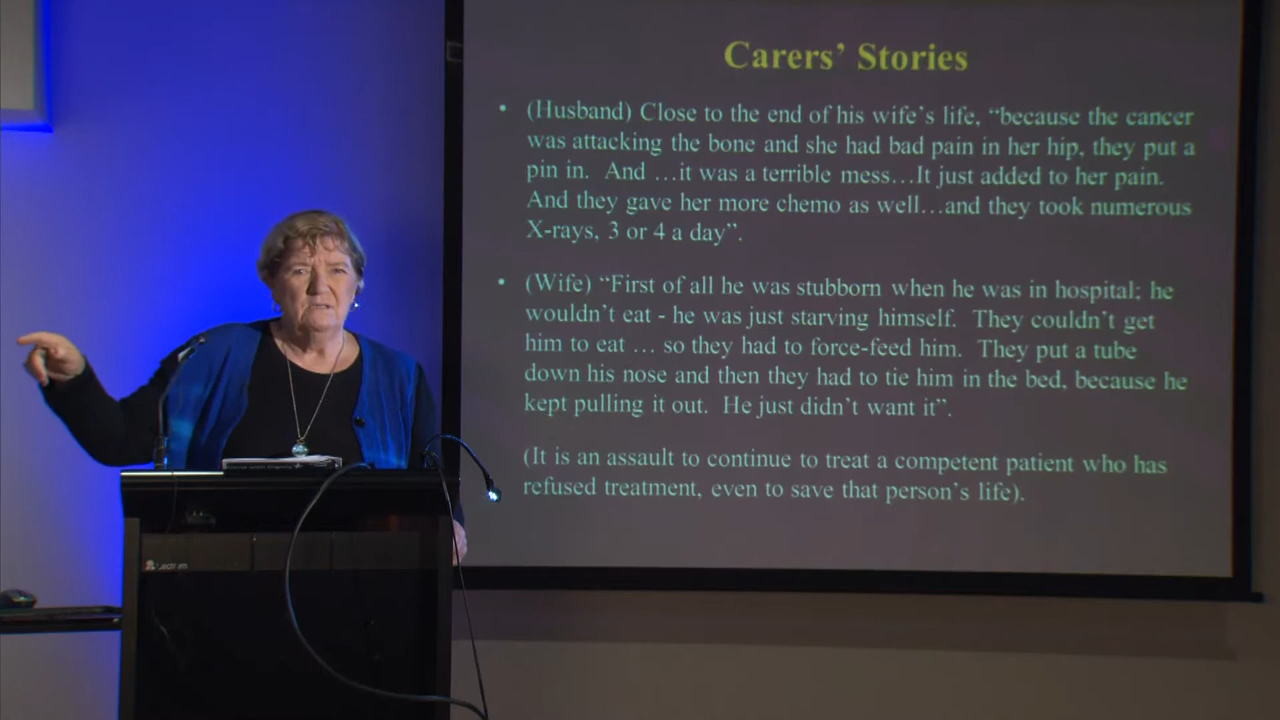 Carers' Stories
• (Husband) Close to the end of his wife's life, “because the cancer
was attacking the bone and she had bad pain in her hip, they put a
pin in. And …it was a terrible mess…It just added to her pain.
And they gave her more chemo as well…and they took numerous
X-rays, 3 or 4 a day”.
• (Wife) “First of all he was stubborn when he was in hospital; he
wouldn't eat - he was just starving himself. They couldn't get
him to eat … so they had to force-feed him. They put a tube
down his nose and then they had to tie him in the bed, because he
kept pulling it out. He just didn't want it”.
(It is an assault to continue to treat a competent patient who has
refused treatment, even to save that person's life).